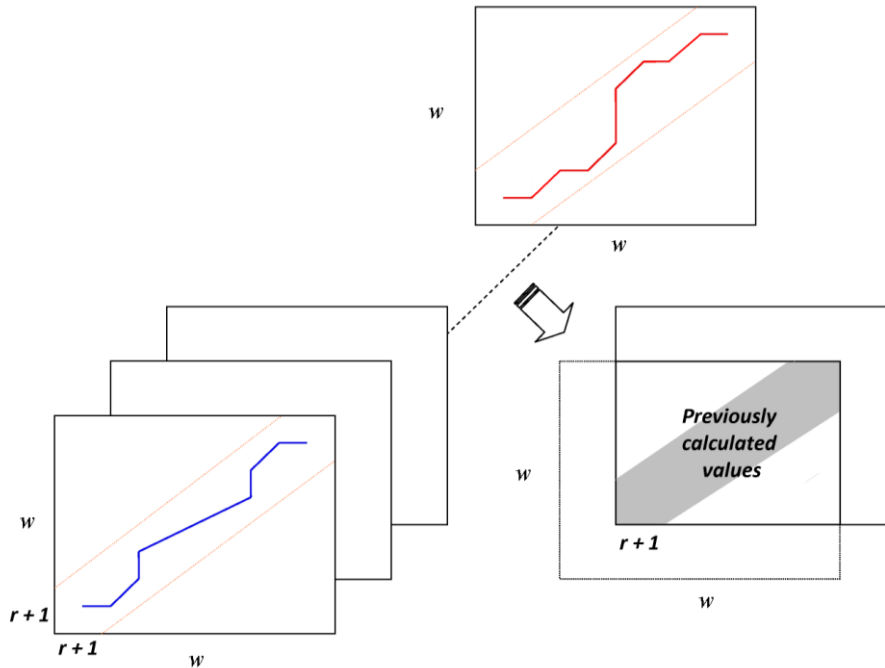 w
w
Previously
calculated
values
w
r + 1
w
w
r + 1
r + 1
w